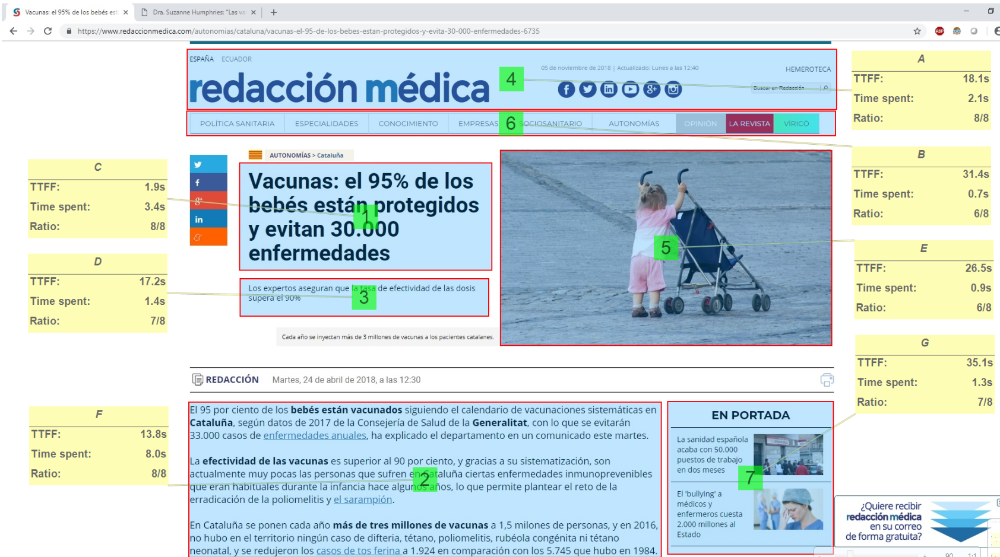 Vacunas: el 95% de los bebés est
Dra. Suzanne Humphries: "Las va
https://www.redaccionmedica.com/autonomias/cataluna/vacunas-el-95-de-los-bebes-estan-protegidos-y-evita-30-000-enfermedades-6735
ABP
ESPAÑA ECUADOR
05 de noviembre de 2018 | Actualizado: Lunes a las 12:40
HEMEROTECA
redacción médica
4
Buscar en Redacción
POLÍTICA SANITARIA ESPECIALIDADES CONOCIMIENTO EMPRESAS 6 SOCIOSANITARIO AUTONOMÍAS OPINIÓN LA REVISTA VÍRICO
A
TTFF: 18.1s
Time spent: 2.1s
Ratio: 8/8
B
TTFF: 31.4s
Time spent: 0.7s
Ratio: 6/8
C
TTFF: 1.9s
Time spent: 3.4s
Ratio: 8/8
AUTONOMÍAS > Cataluña
Vacunas: el 95% de los
bebés están protegidos
y evitan 30.000
enfermedades
1
5
D
TTFF: 17.2s
Time spent: 1.4s
Ratio: 7/8
Los expertos aseguran que la tasa de efectividad de las dosis
supera el 90%
3
E
TTFF: 26.5s
Time spent: 0.9s
Ratio: 6/8
Cada año se inyectan más de 3 millones de vacunas a los pacientes catalanes.
REDACCIÓN Martes, 24 de abril de 2018, a las 12:30
G
TTFF: 35.1s
Time spent: 1.3s
Ratio: 7/8
F
TTFF: 13.8s
Time spent: 8.0s
Ratio: 8/8
El 95 por ciento de los bebés están vacunados siguiendo el calendario de vacunaciones sistemáticas en
Cataluña, según datos de 2017 de la Consejería de Salud de la Generalitat, con lo que se evitarán
33.000 casos de enfermedades anuales, ha explicado el departamento en un comunicado este martes.
La efectividad de las vacunas es superior al 90 por ciento, y gracias a su sistematización, son
actualmente muy pocas las personas que sufren en Cataluña ciertas enfermedades inmunoprevenibles
que eran habituales durante la infancia hace algunos años, lo que permite plantear el reto de la
erradicación de la poliomelitis y el sarampión.
2
En Cataluña se ponen cada año más de tres millones de vacunas a 1,5 milones de personas, y en 2016,
no hubo en el territorio ningún caso de difteria, tétano, poliomelitis, rubéola congénita ni tétano
neonatal, y se redujeron los casos de tos ferina a 1.924 en comparación con los 5.745 que hubo en 1984.
EN PORTADA
La sanidad española
acaba con 50.000
puestos de trabajo
en dos meses
7
El 'bullying' a
médicos y
enfermeros cuesta
2.000 millones al
Estado
¿Quiere recibir
redacción médica
en su correo
de forma gratuita?
90 1:1